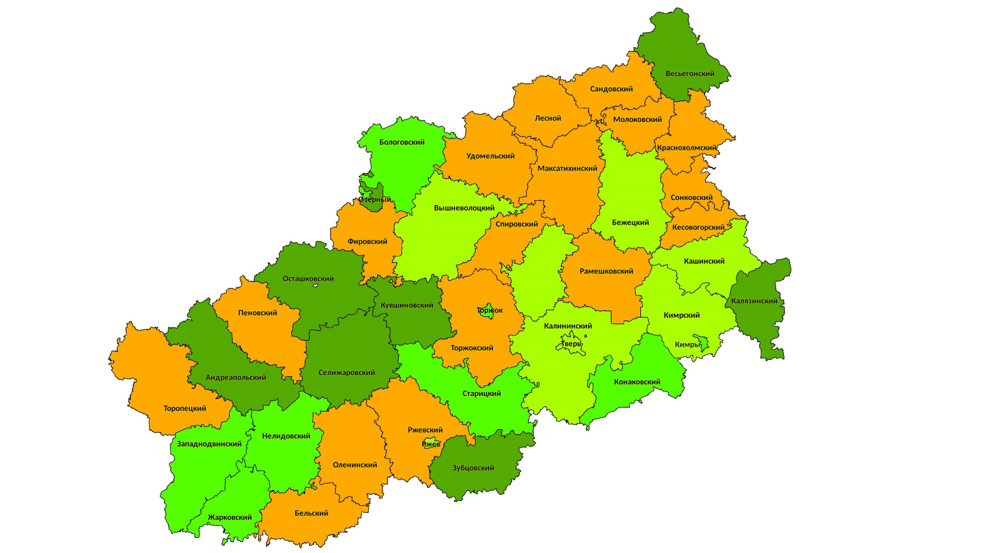 Весьегонский
Сандовский
Лесной
Молоковский
Бологовский
Краснохолмский
Удомельский
Максатихинский
Озёрный
Сонковский
Вышневолоцкий
Бежецкий
Спировский
Кесовогорский
Фировский
Кашинский
Рамешковский
Осташковский
Калязинский
Кувшиновский
Торжок
Пеновский
Кимрский
Калининский
Тверь
Кимры
Торжокский
Селижаровский
Андреапольский
Конаковский
Старицкий
Торопецкий
Ржевский
Нелидовский
Западнодвинский
Ржев
Оленинский
Зубцовский
Бельский
Жарковский